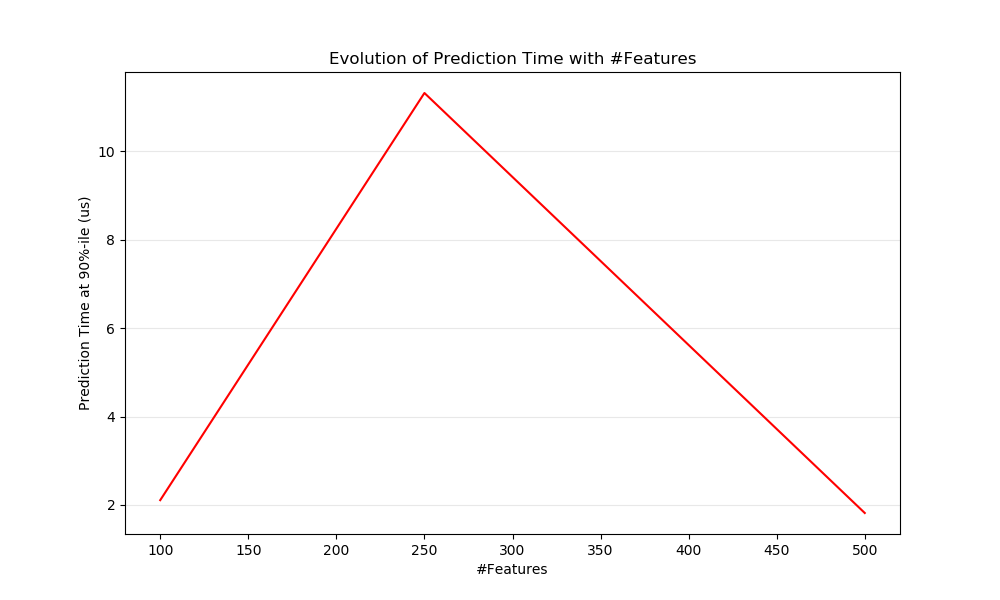 Evolution of Prediction Time with #Features
Prediction Time at 90%-ile (us)
10
8
6
4
2
100 150 200 250 300 350 400 450 500
#Features